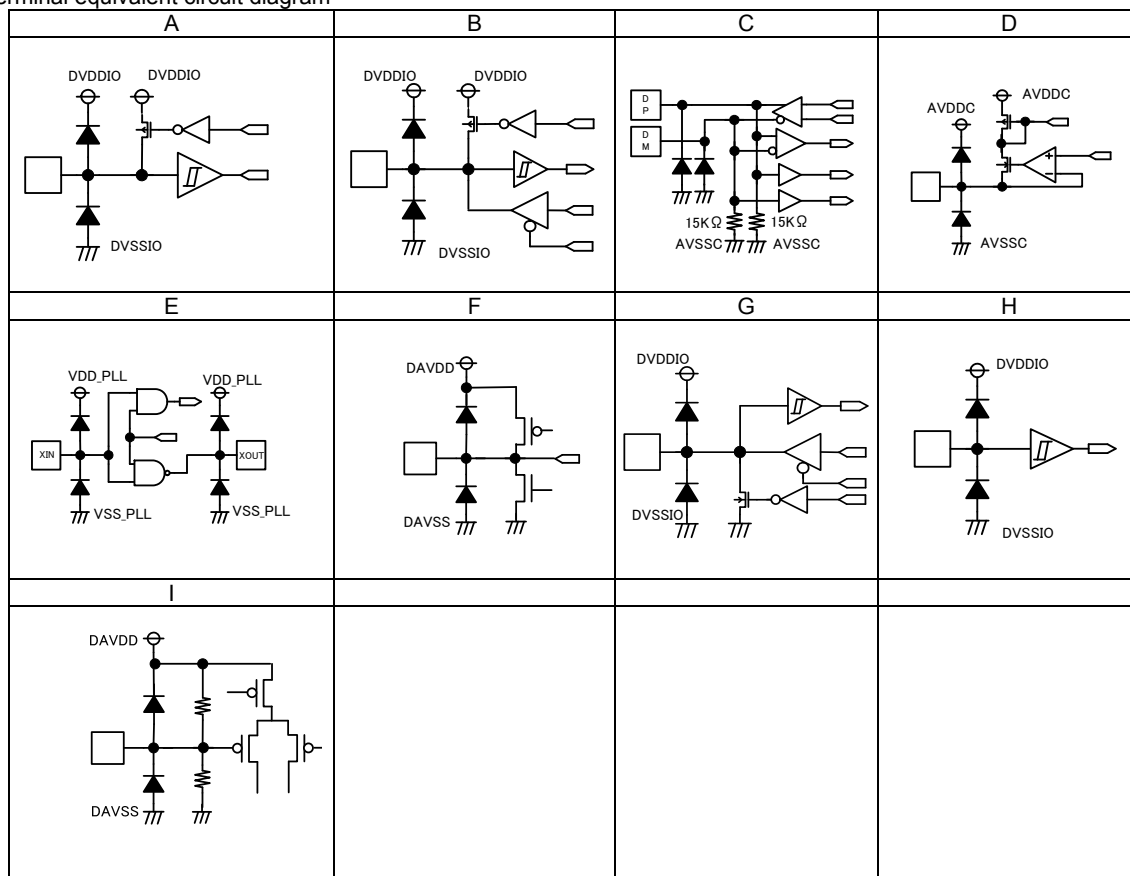 erminal equivalent circuit diagram
A B C D
DVDDIO DVDDIO
DVSSIO
DVDDIO DVDDIO
DVSSIO
D
P
D
M
15KΩ 15KΩ
AVSSC AVSSC
AVDDC AVDDC
+
−
AVSSC
E F G H
VDD_PLL VDD_PLL
XIN XOUT
VSS_PLL VSS_PLL
DAVDD
DAVSS
DVDDIO
DVSSIO
DVDDIO
DVSSIO
I
DAVDD
DAVSS